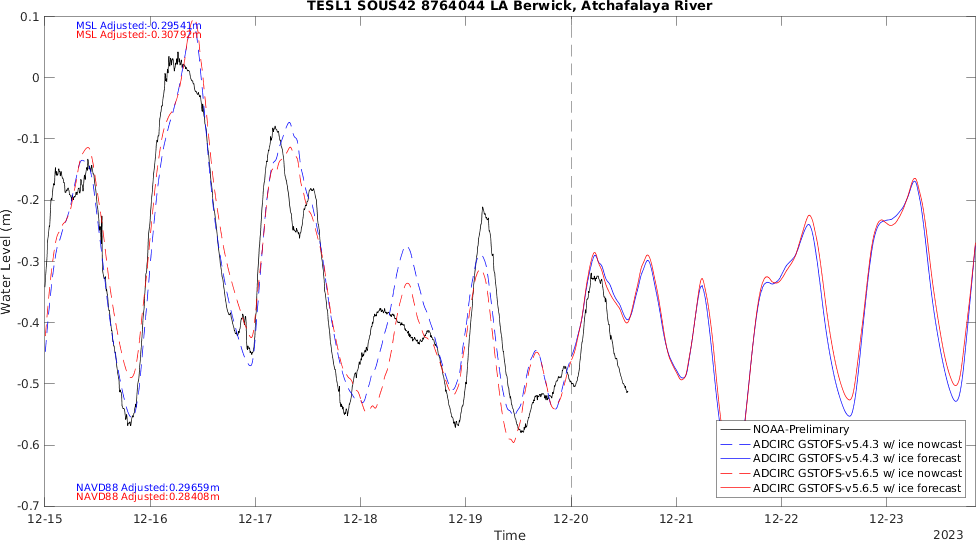 TESL1 SOUS42 8764044 LA Berwick, Atchafalaya River
MSL Adjusted:-0.29541m
MSL Adjusted:-0.30792m
0.1
0
-0.1
-0.2
-0.3
-0.4
-0.5
-0.6
-0.7
Water Level (m)
NAVD88 Adjusted:0.29659m
NAVD88 Adjusted:0.28408m
NOAA-Preliminary
ADCIRC GSTOFS-v5.4.3 w/ ice nowcast
ADCIRC GSTOFS-v5.4.3 w/ ice forecast
ADCIRC GSTOFS-v5.6.5 w/ ice nowcast
ADCIRC GSTOFS-v5.6.5 w/ ice forecast
12-15 12-16 12-17 12-18 12-19 12-20 12-21 12-22 12-23
Time
2023